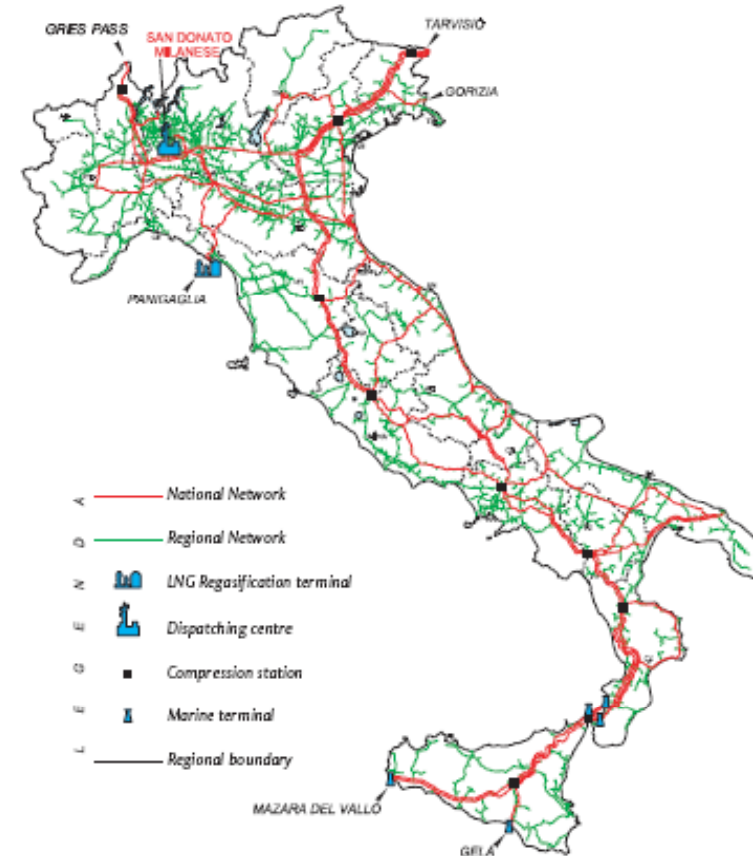 GRIES PASS
SAN DONATO
MILANESE
TARVISIO
GORIZIA
PANIGAGLIA
LEGENDA
National Network
Regional Network
LNG Regasification terminal
Dispatching centre
Compression station
Marine terminal
Regional boundary
MAZARA DEL VALLO
GELA